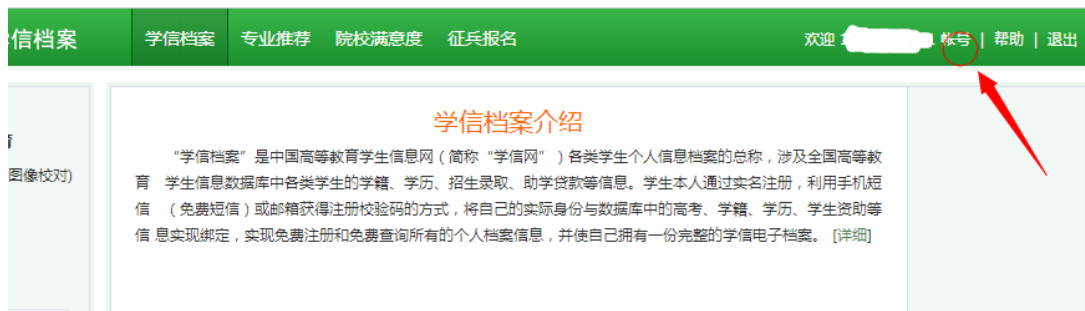 信档案 学信档案 专业推荐 院校满意度 征兵报名 欢迎 帐号 | 帮助 | 退出
学信档案介绍
“学信档案”是中国高等教育学生信息网（简称“学信网”）各类学生个人信息档案的总称，涉及全国高等教
育 学生信息数据库中各类学生的学籍、学历、招生录取、助学贷款等信息。学生本人通过实名注册，利用手机短
图像校对)
信 （免费短信）或邮箱获得注册校验码的方式，将自己的实际身份与数据库中的高考、学籍、学历、学生资助等
信 息实现绑定，实现免费注册和免费查询所有的个人档案信息，并使自己拥有一份完整的学信电子档案。 [详细]